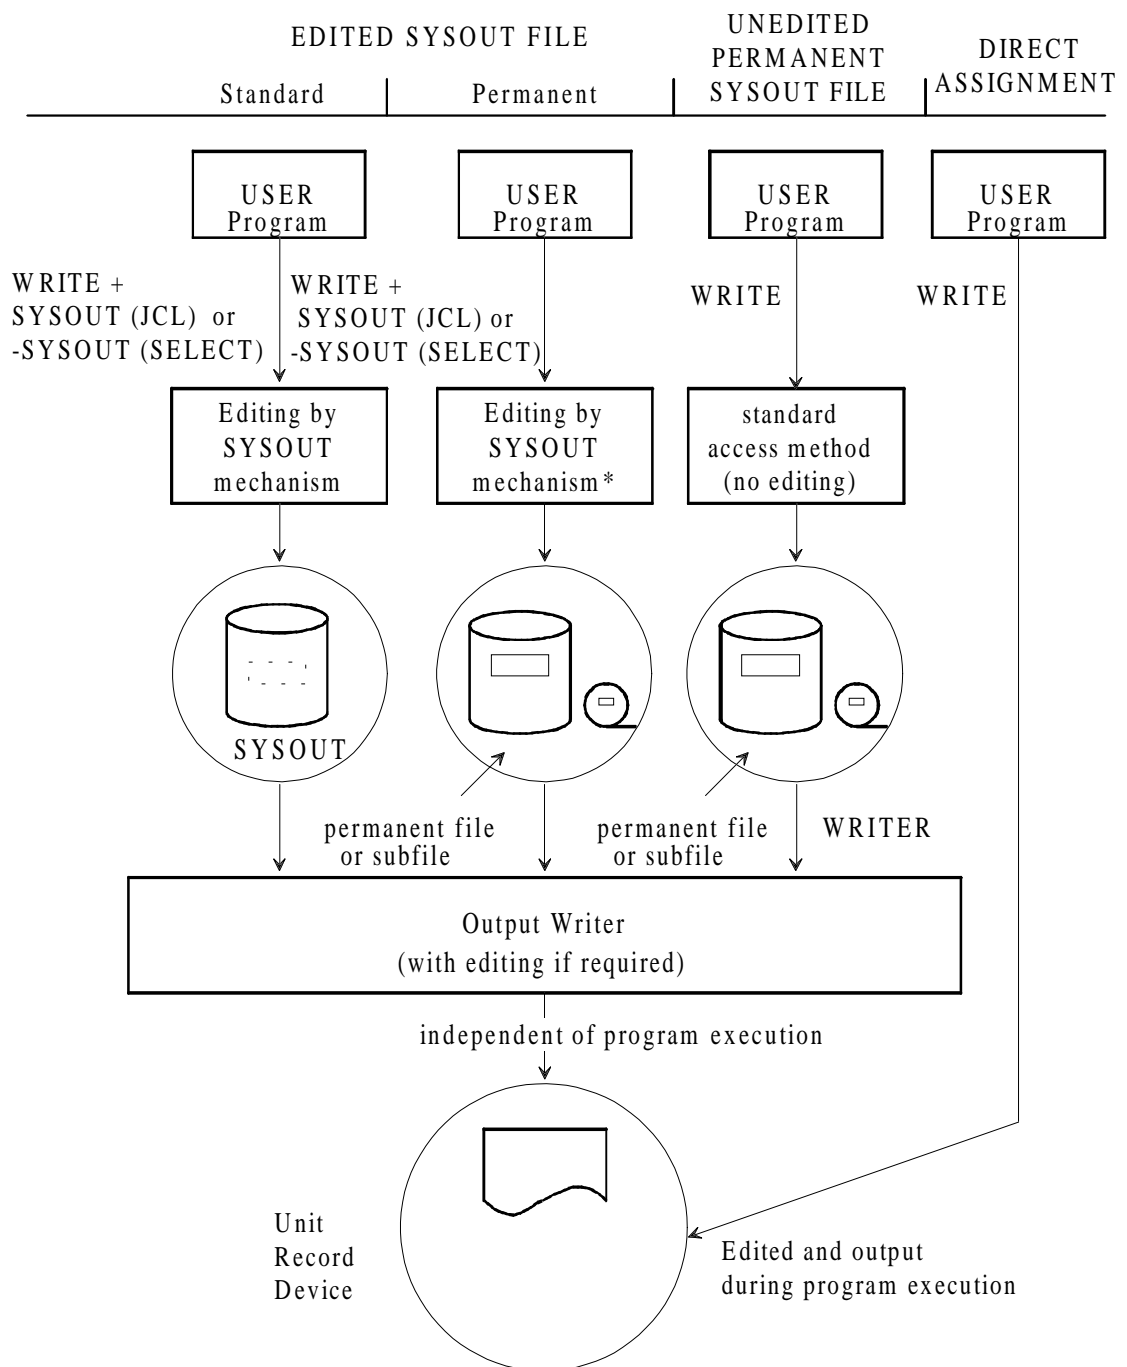 EDITED SYSOUT FILE
UNEDITED
PERMANENT
SYSOUT FILE
DIRECT
ASSIGNMENT
Standard
Permanent
USER
Program
USER
Program
USER
Program
USER
Program
WRITE +
SYSOUT (JCL) or
-SYSOUT (SELECT)
WRITE +
SYSOUT (JCL) or
-SYSOUT (SELECT)
WRITE
WRITE
Editing by
SYSOUT
mechanism
Editing by
SYSOUT
mechanism*
standard
access method
(no editing)
SYSOUT
permanent file
or subfile
permanent file
or subfile
WRITER
Output Writer
(with editing if required)
independent of program execution
Unit
Record
Device
Edited and output
during program execution